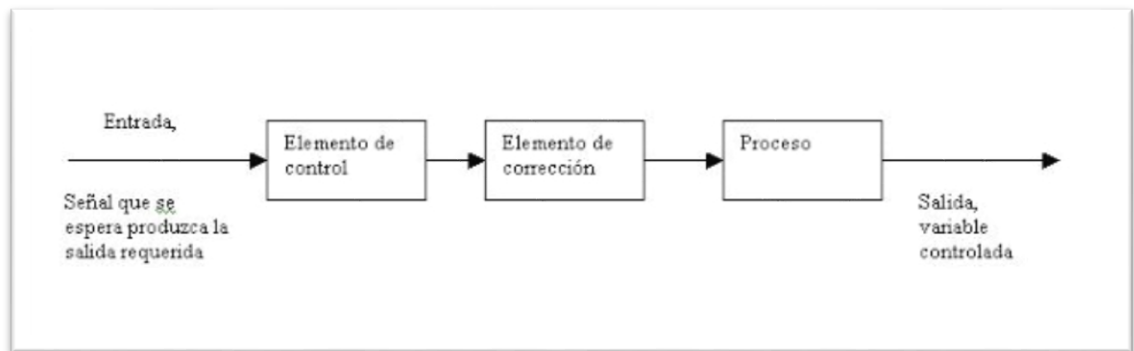 Entrada,
Señal que se
espera produzca la
salida requerida
Elemento de
control
Elemento de
corrección
Proceso
Salida,
variable
controlada